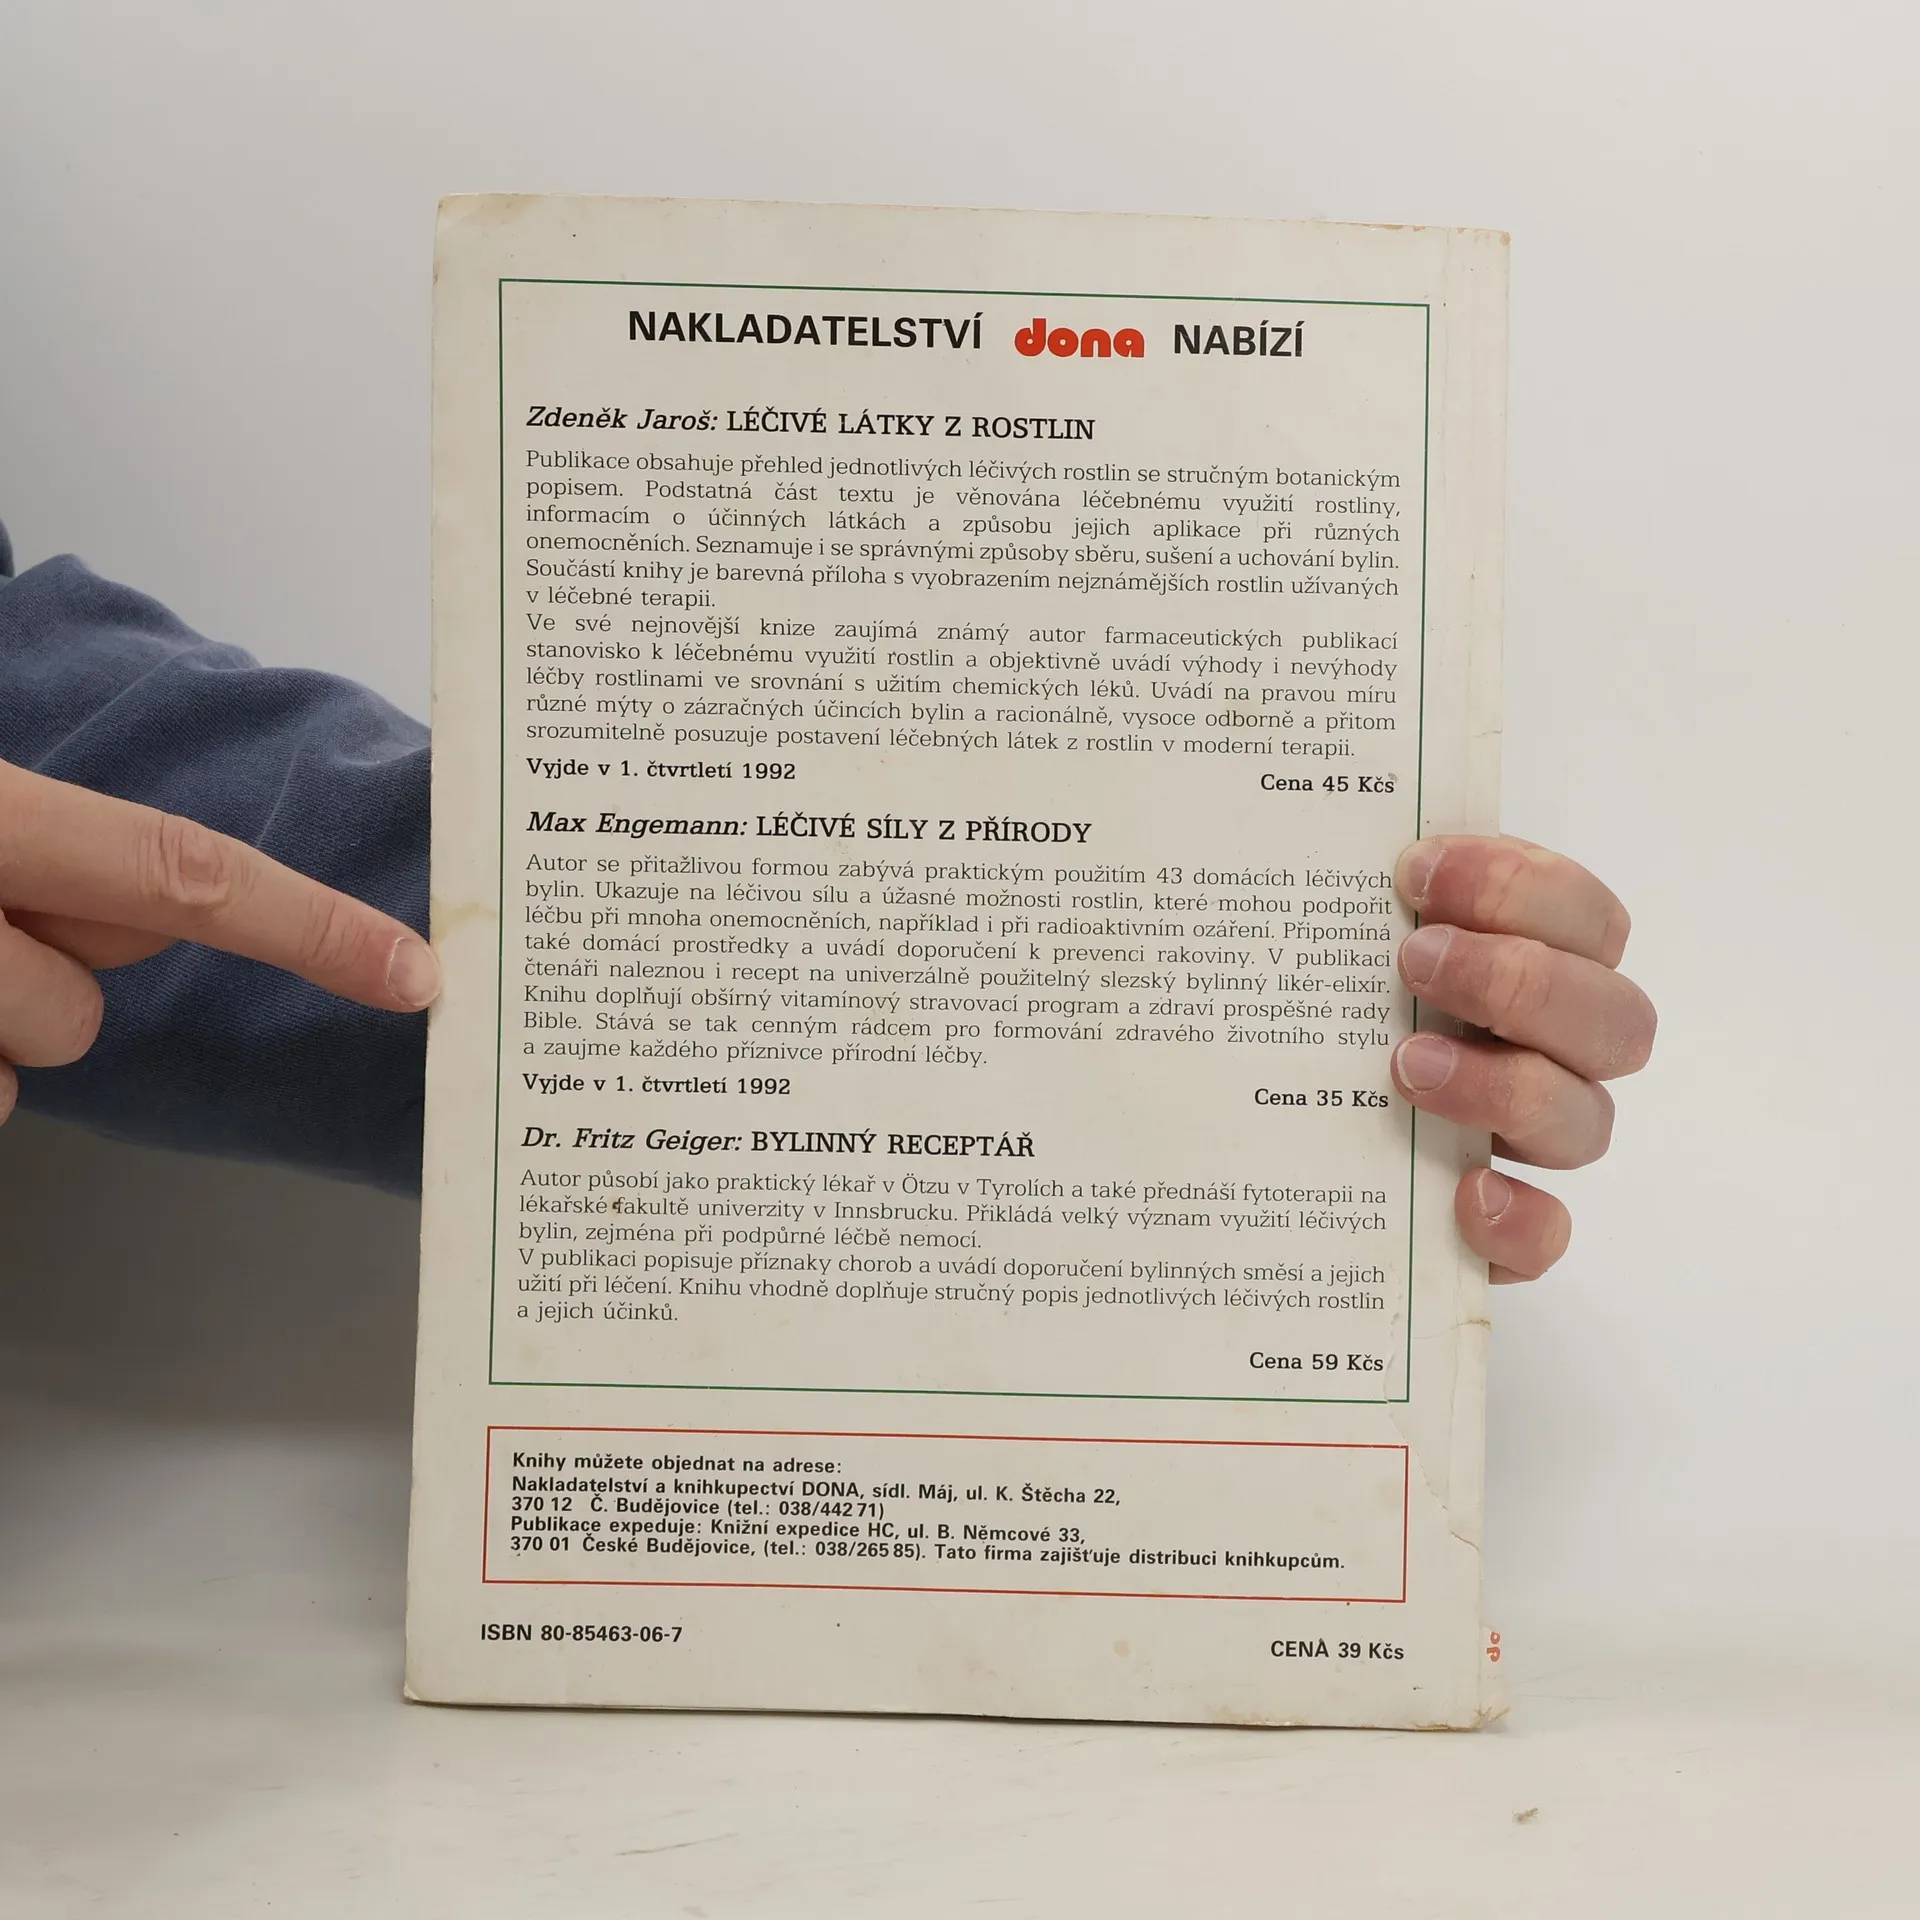 NAKLADATELSTVÍ dona NABÍZÍ
Zdeněk Jaroš: LÉČIVÉ LÁTKY Z ROSTLIN
Publikace obsahuje přehled jednotlivých léčivých rostlin se stručným botanickým
popisem. Podstatná část textu je věnována léčebnému využití rostliny,
informacím o účinných látkách a způsobu jejich aplikace při různých
onemocněních. Seznamuje i se správnými způsoby sběru, sušení a uchování bylin.
Součástí knihy je barevná příloha s vyobrazením nejznámějších rostlin užívaných
v léčebné terapii.
Ve své nejnovější knize zaujímá známý autor farmaceutických publikací
stanovisko k léčebnému využití rostlin a objektivně uvádí výhody i nevýhody
léčby rostlinami ve srovnání s užitím chemických léků. Uvádí na pravou míru
různé mýty o zázračných účincích bylin a racionálně, vysoce odborně a přitom
srozumitelně posuzuje postavení léčebných látek z rostlin v moderní terapii.
Vyjde v 1. čtvrtletí 1992 Cena 45 Kčs
Max Engemann: LÉČIVÉ SÍLY Z PŘÍRODY
Autor se přitažlivou formou zabývá praktickým použitím 43 domácích léčivých
bylin. Ukazuje na léčivou sílu a úžasné možnosti rostlin, které mohou podpořit
léčbu při mnoha onemocněních, například i při radioaktivním ozáření. Připomíná
také domácí prostředky a uvádí doporučení k prevenci rakoviny. V publikaci
čtenáři naleznou i recept na univerzálně použitelný slezský bylinný likér-elixír.
Knihu doplňují obšírný vitamínový stravovací program a zdraví prospěšné rady
Bible. Stává se tak cenným rádcem pro formování zdravého životního stylu
a zaujme každého příznivce přírodní léčby.
Vyjde v 1. čtvrtletí 1992 Cena 35 Kčs
Dr. Fritz Geiger: BYLINNÝ RECEPTÁŘ
Autor působí jako praktický lékař v Ötzu v Tyrolích a také přednáší fytoterapii na
lékařské fakultě univerzity v Innsbrucku. Přikládá velký význam využití léčivých
bylin, zejména při podpůrné léčbě nemocí.
V publikaci popisuje příznaky chorob a uvádí doporučení bylinných směsí a jejich
užití při léčení. Knihu vhodně doplňuje stručný popis jednotlivých léčivých rostlin
a jejich účinků.
Cena 59 Kčs
Knihy můžete objednat na adrese:
Nakladatelství a knihkupectví DONA, sídl. Máj, ul. K. Štěcha 22,
370 12 Č. Budějovice (tel.: 038/442 71)
Publikace expeduje: Knižní expedice HC, ul. B. Němcové 33,
370 01 České Budějovice, (tel.: 038/265 85). Tato firma zajišťuje distribuci knihkupcům.
ISBN 80-85463-06-7 CENA 39 Kčs
do